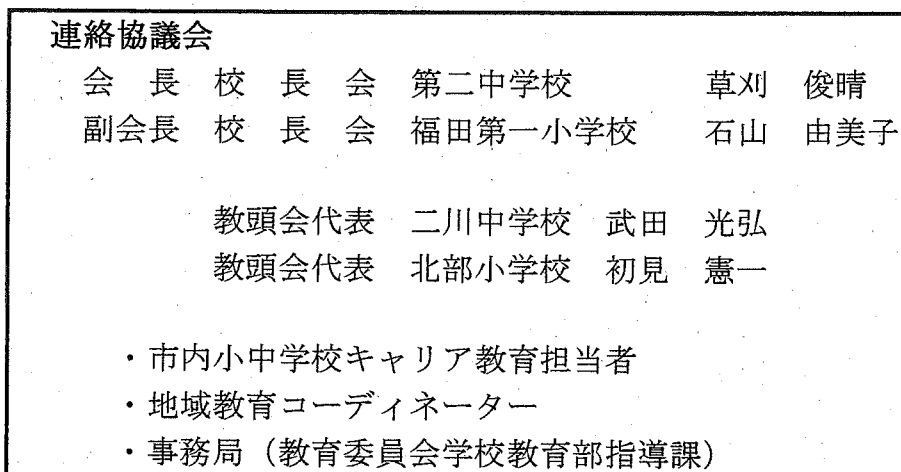 連絡協議会
会　長　校　長　会　第二中学校　草刈　俊晴
副会長　校　長　会　福田第一小学校　石山　由美子
教頭会代表　二川中学校　武田　光弘
教頭会代表　北部小学校　初見　憲一
・市内小中学校キャリア教育担当者
・地域教育コーディネーター
・事務局（教育委員会学校教育部指導課）